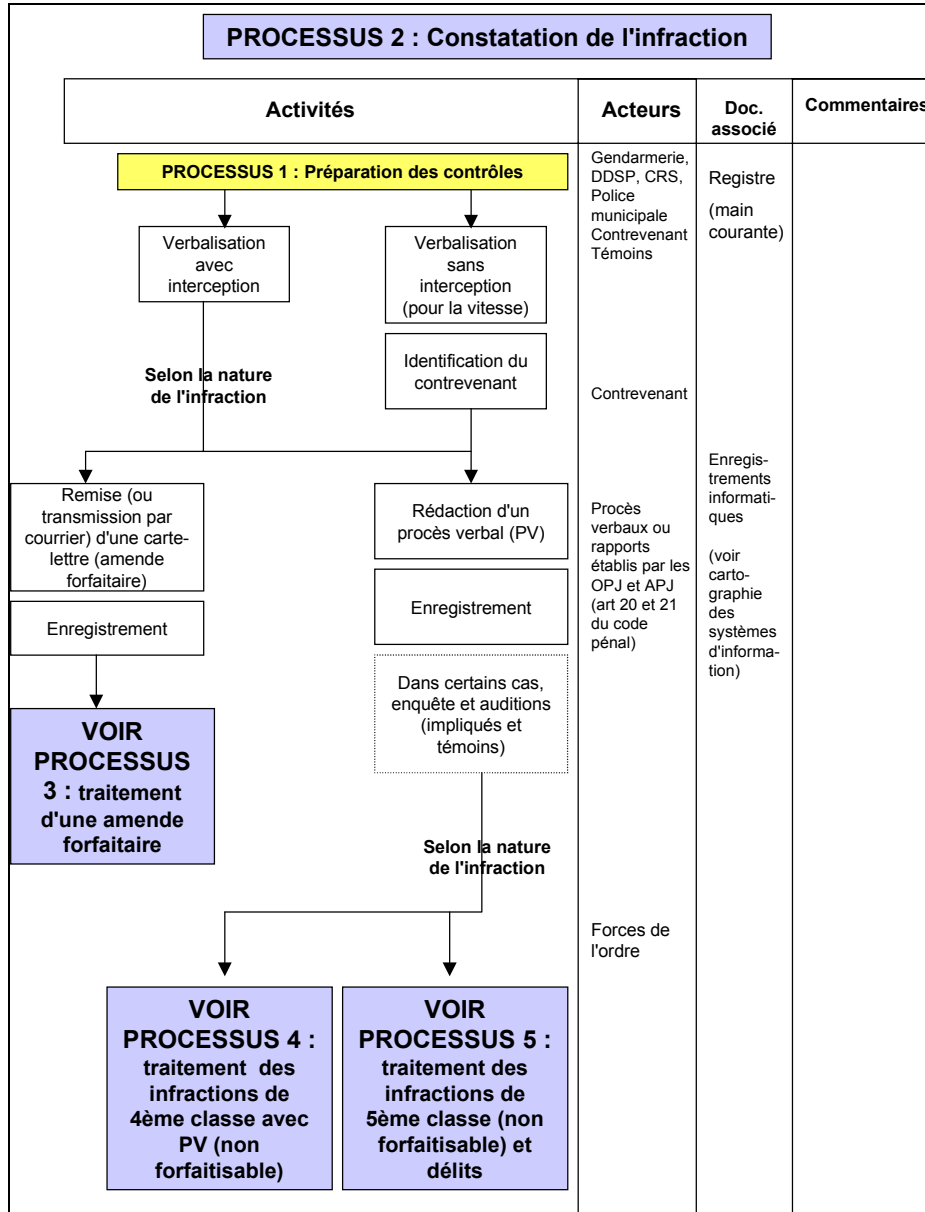 PROCESSUS 2 : Constatation de l'infraction
Activités
Acteurs
Doc.
associé
Commentaires
PROCESSUS 1 : Préparation des contrôles
Gendarmerie,
DDSP, CRS,
Police
municipale
Contrevenant
Témoins
Registre
(main
courante)
Verbalisation
avec
interception
Verbalisation
sans
interception
(pour la vitesse)
Identification du
contrevenant
Selon la nature
de l'infraction
Contrevenant
Remise (ou
transmission par
courrier) d'une carte-
lettre (amende
forfaitaire)
Rédaction d'un
procès verbal (PV)
Procès
verbaux ou
rapports
établis par les
OPJ et APJ
(art 20 et 21
du code
pénal)
Enregis-
trements
informati-
ques
(voir
carto-
graphie
des
systèmes
d'informa-
tion)
Enregistrement
Enregistrement
Dans certains cas,
enquête et auditions
(impliqués et
témoins)
VOIR
PROCESSUS
3 : traitement
d'une amende
forfaitaire
Selon la nature
de l'infraction
Forces de
l'ordre
VOIR
PROCESSUS 4 :
traitement des
infractions de
4ème classe avec
PV (non
forfaitisable)
VOIR
PROCESSUS 5 :
traitement des
infractions de
5ème classe (non
forfaitisable) et
délits